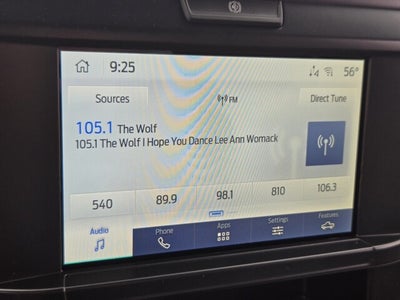 9:25 56°
Sources FM Direct Tune
105.1 The Wolf
105.1 The Wolf I Hope You Dance Lee Ann Womack
540 89.9 98.1 810 106.3
Audio Phone Apps Settings Features